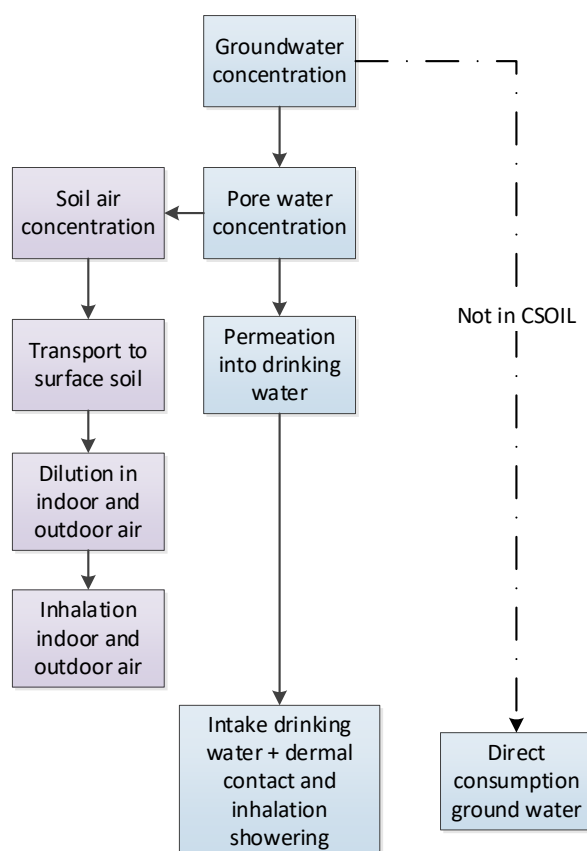 Groundwater
concentration
Soil air
concentration
Pore water
concentration
Not in CSOIL
Transport to
surface soil
Permeation
into drinking
water
Dilution in
indoor and
outdoor air
Inhalation
indoor and
outdoor air
Intake drinking
water + dermal
contact and
inhalation
showering
Direct
consumption
ground water